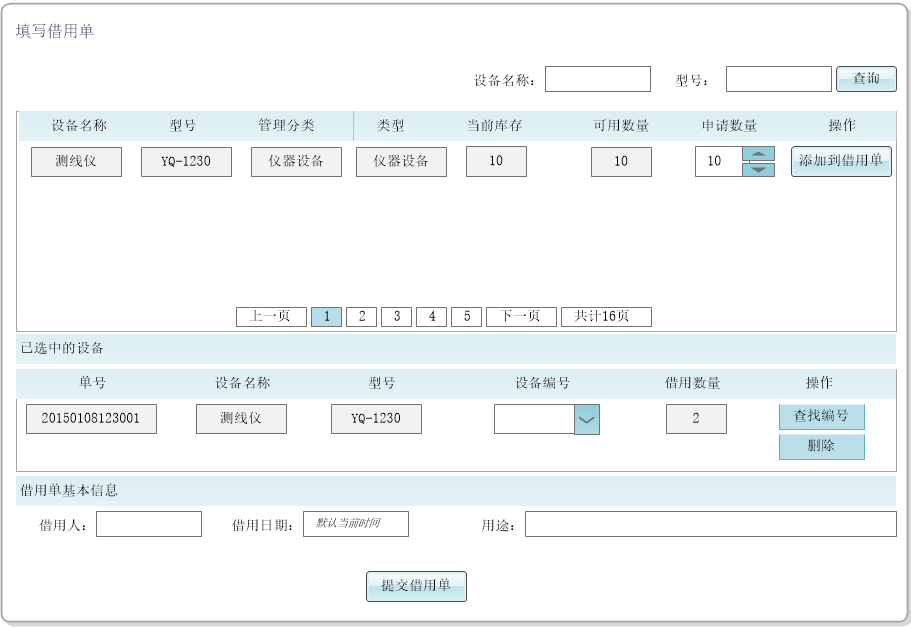 填写借用单
设备名称: 型号: 查询
设备名称 型号 管理分类 类型 当前库存 可用数量 申请数量 操作
测线仪 YQ-1230 仪器设备 仪器设备 10 10 10 添加到借用单
上一页 1 2 3 4 5 下一页 共计16页
已选中的设备
单号 设备名称 型号 设备编号 借用数量 操作
20150108123001 测线仪 YQ-1230 2 查找编号
删除
借用单基本信息
借用人: 借用日期: 默认当前时间 用途:
提交借用单